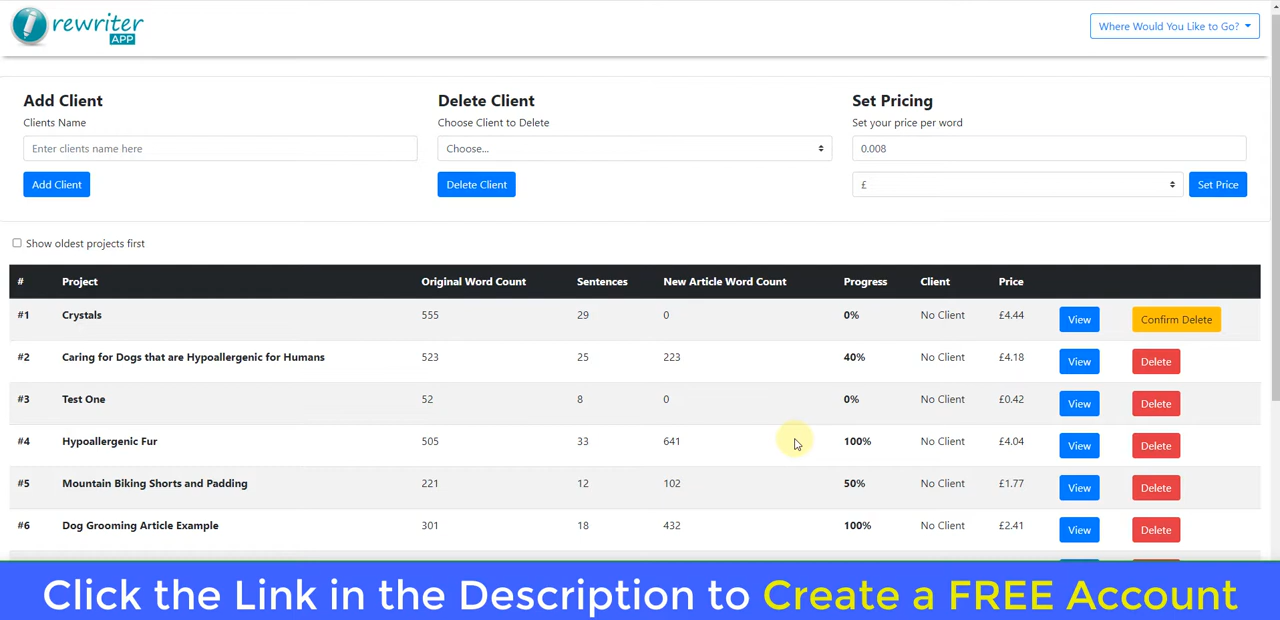 rewriter
APP
Where Would You Like to Go?
Add Client
Delete Client
Set Pricing
Clients Name
Choose Client to Delete
Set your price per word
Enter clients name here
Choose...
0.008
Add Client
Delete Client
£
Set Price
Show oldest projects first
# Project Original Word Count Sentences New Article Word Count Progress Client Price
#1 Crystals 555 29 0 0% No Client £4.44 View Confirm Delete
#2 Caring for Dogs that are Hypoallergenic for Humans 523 25 223 40% No Client £4.18 View Delete
#3 Test One 52 8 0 0% No Client £0.42 View Delete
#4 Hypoallergenic Fur 505 33 641 100% No Client £4.04 View Delete
#5 Mountain Biking Shorts and Padding 221 12 102 50% No Client £1.77 View Delete
#6 Dog Grooming Article Example 301 18 432 100% No Client £2.41 View Delete
Click the Link in the Description to Create a FREE Account